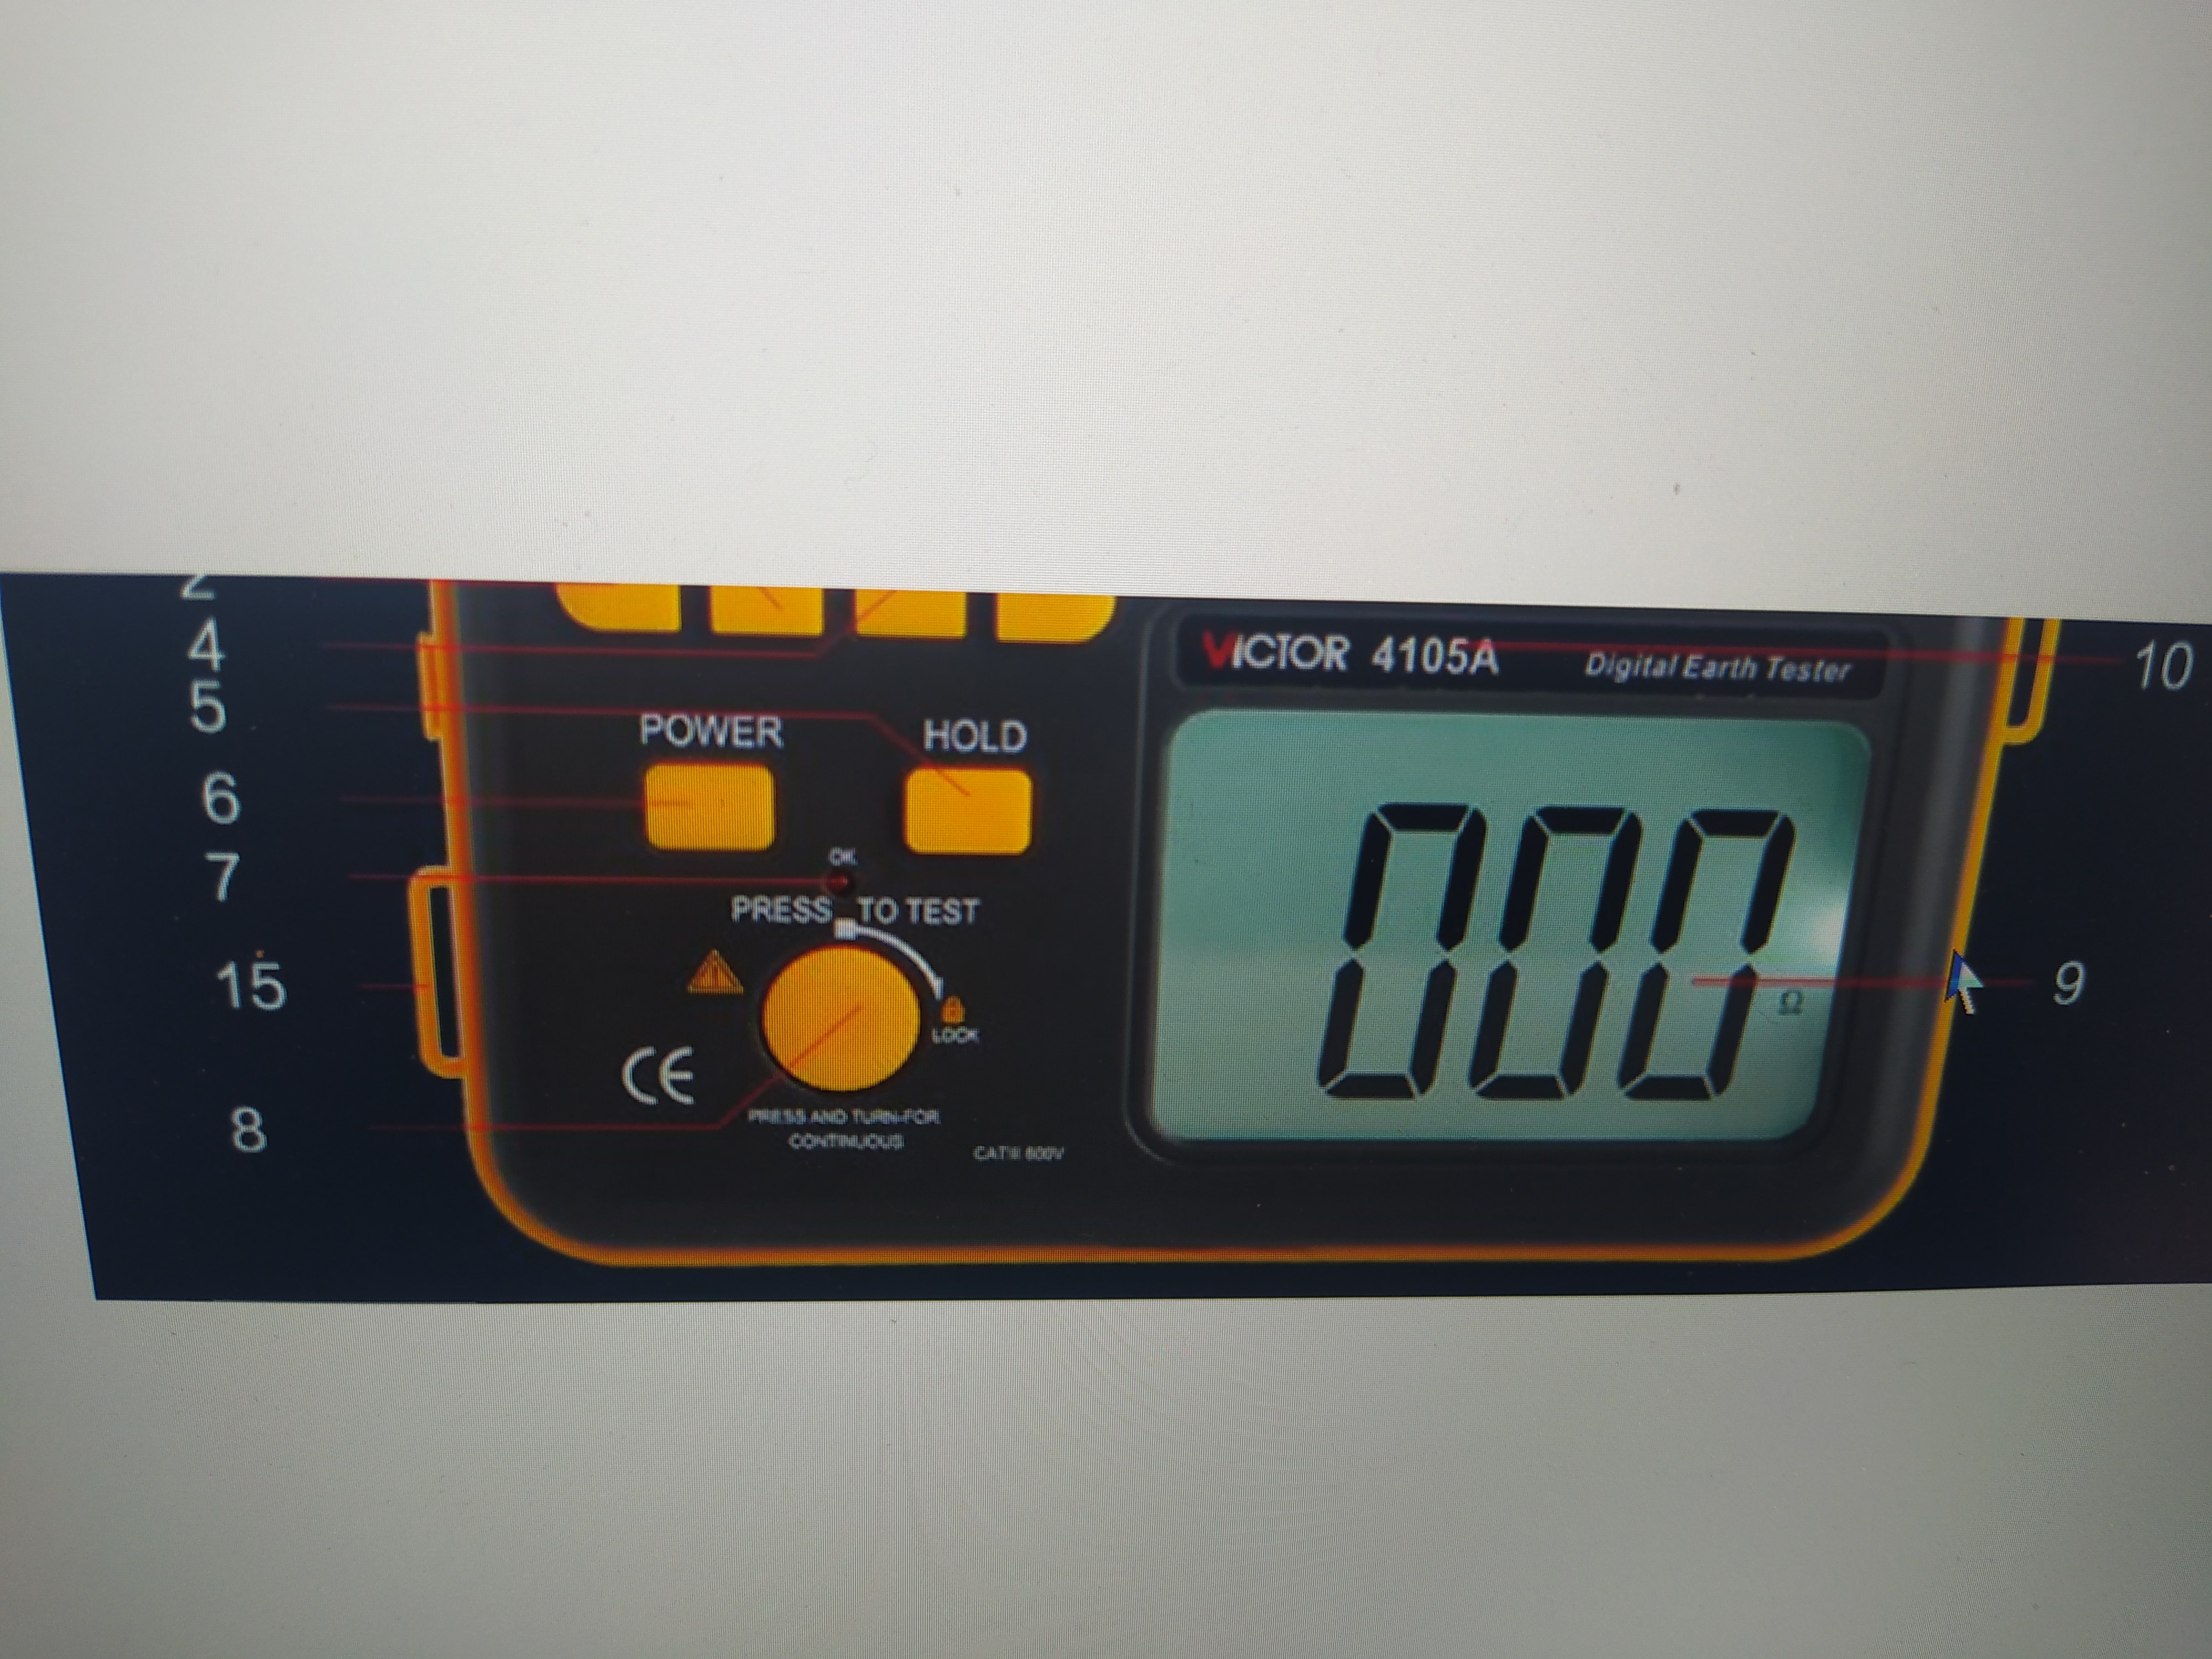 2
4
5
6
7
15
8
POWER
HOLD
OK
PRESS TO TEST
LOCK
CE
PRESS AND TURN-FOR
CONTINUOUS
CAT III 600V
VICTOR 4105A
Digital Earth Tester
000
Ω
10
9